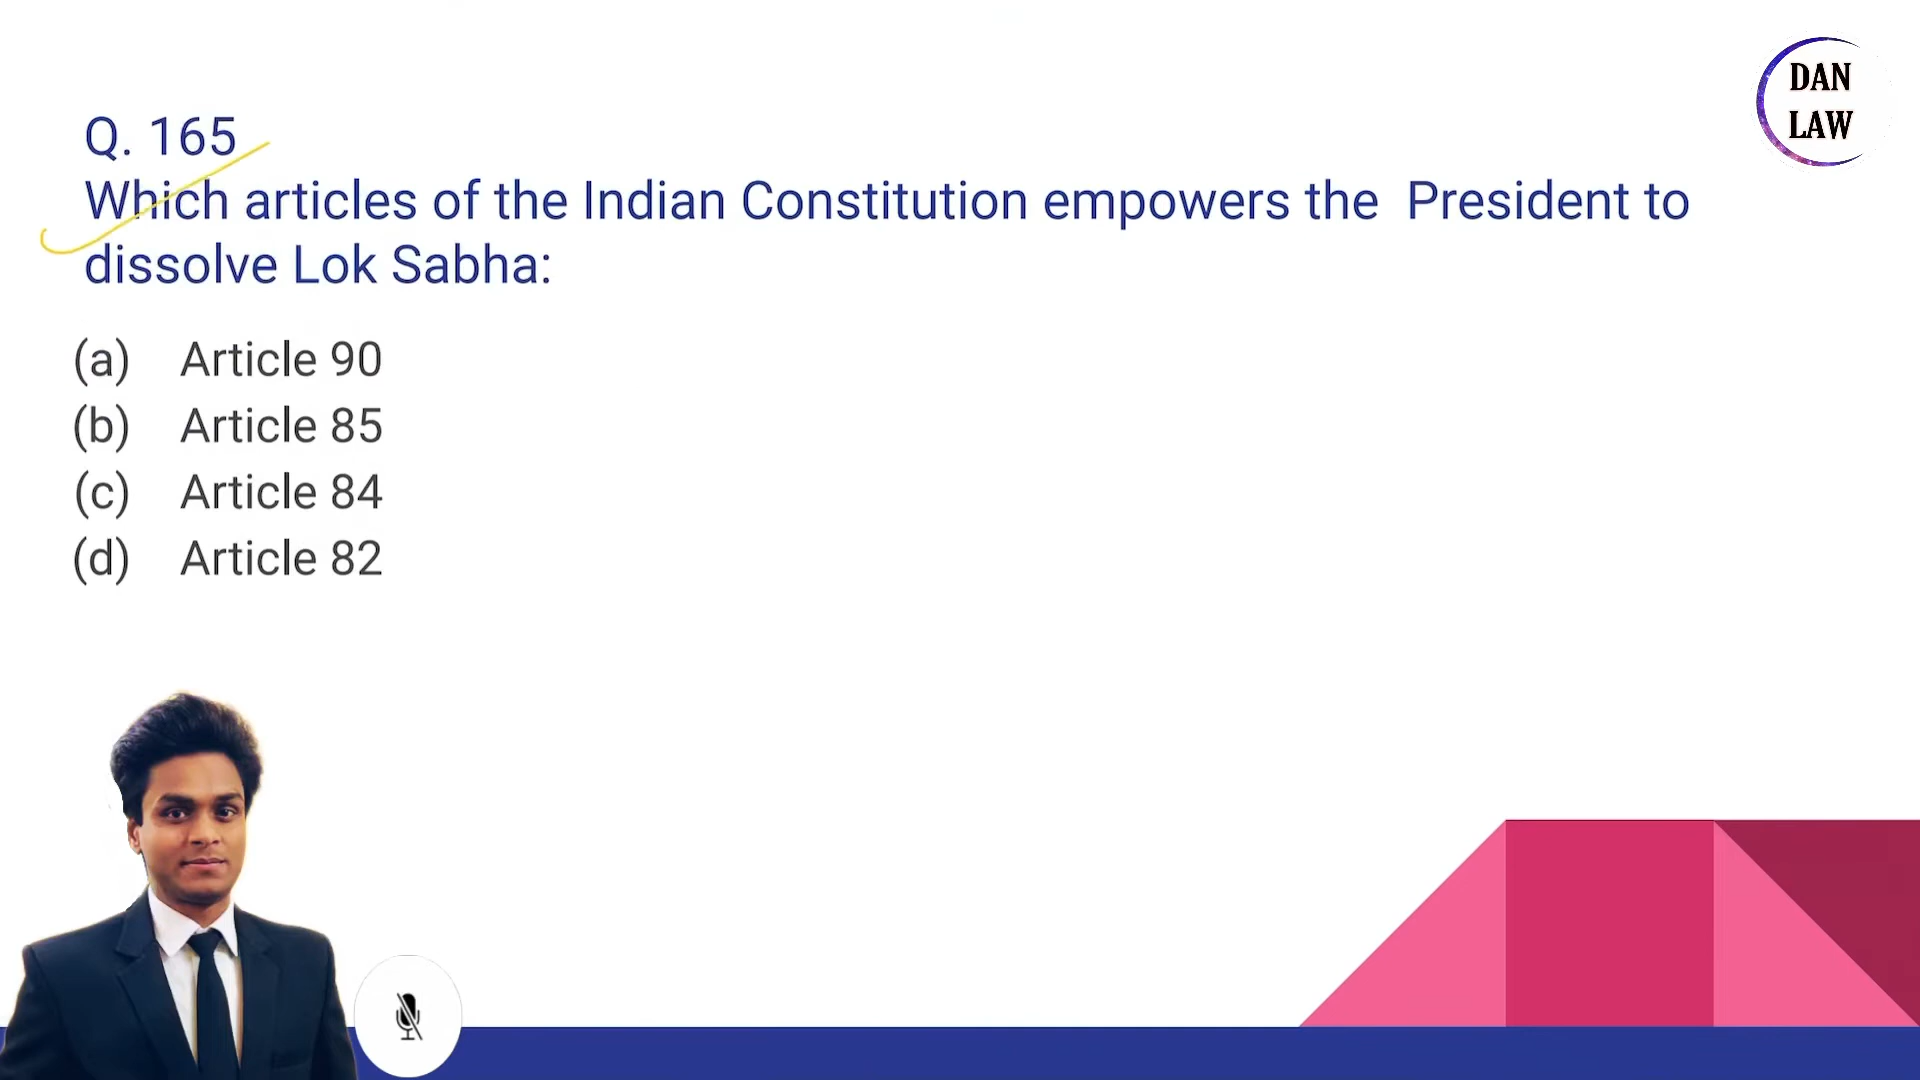 DAN
LAW
Q. 165
Which articles of the Indian Constitution empowers the  President to
dissolve Lok Sabha:
(a) Article 90
(b) Article 85
(c) Article 84
(d) Article 82